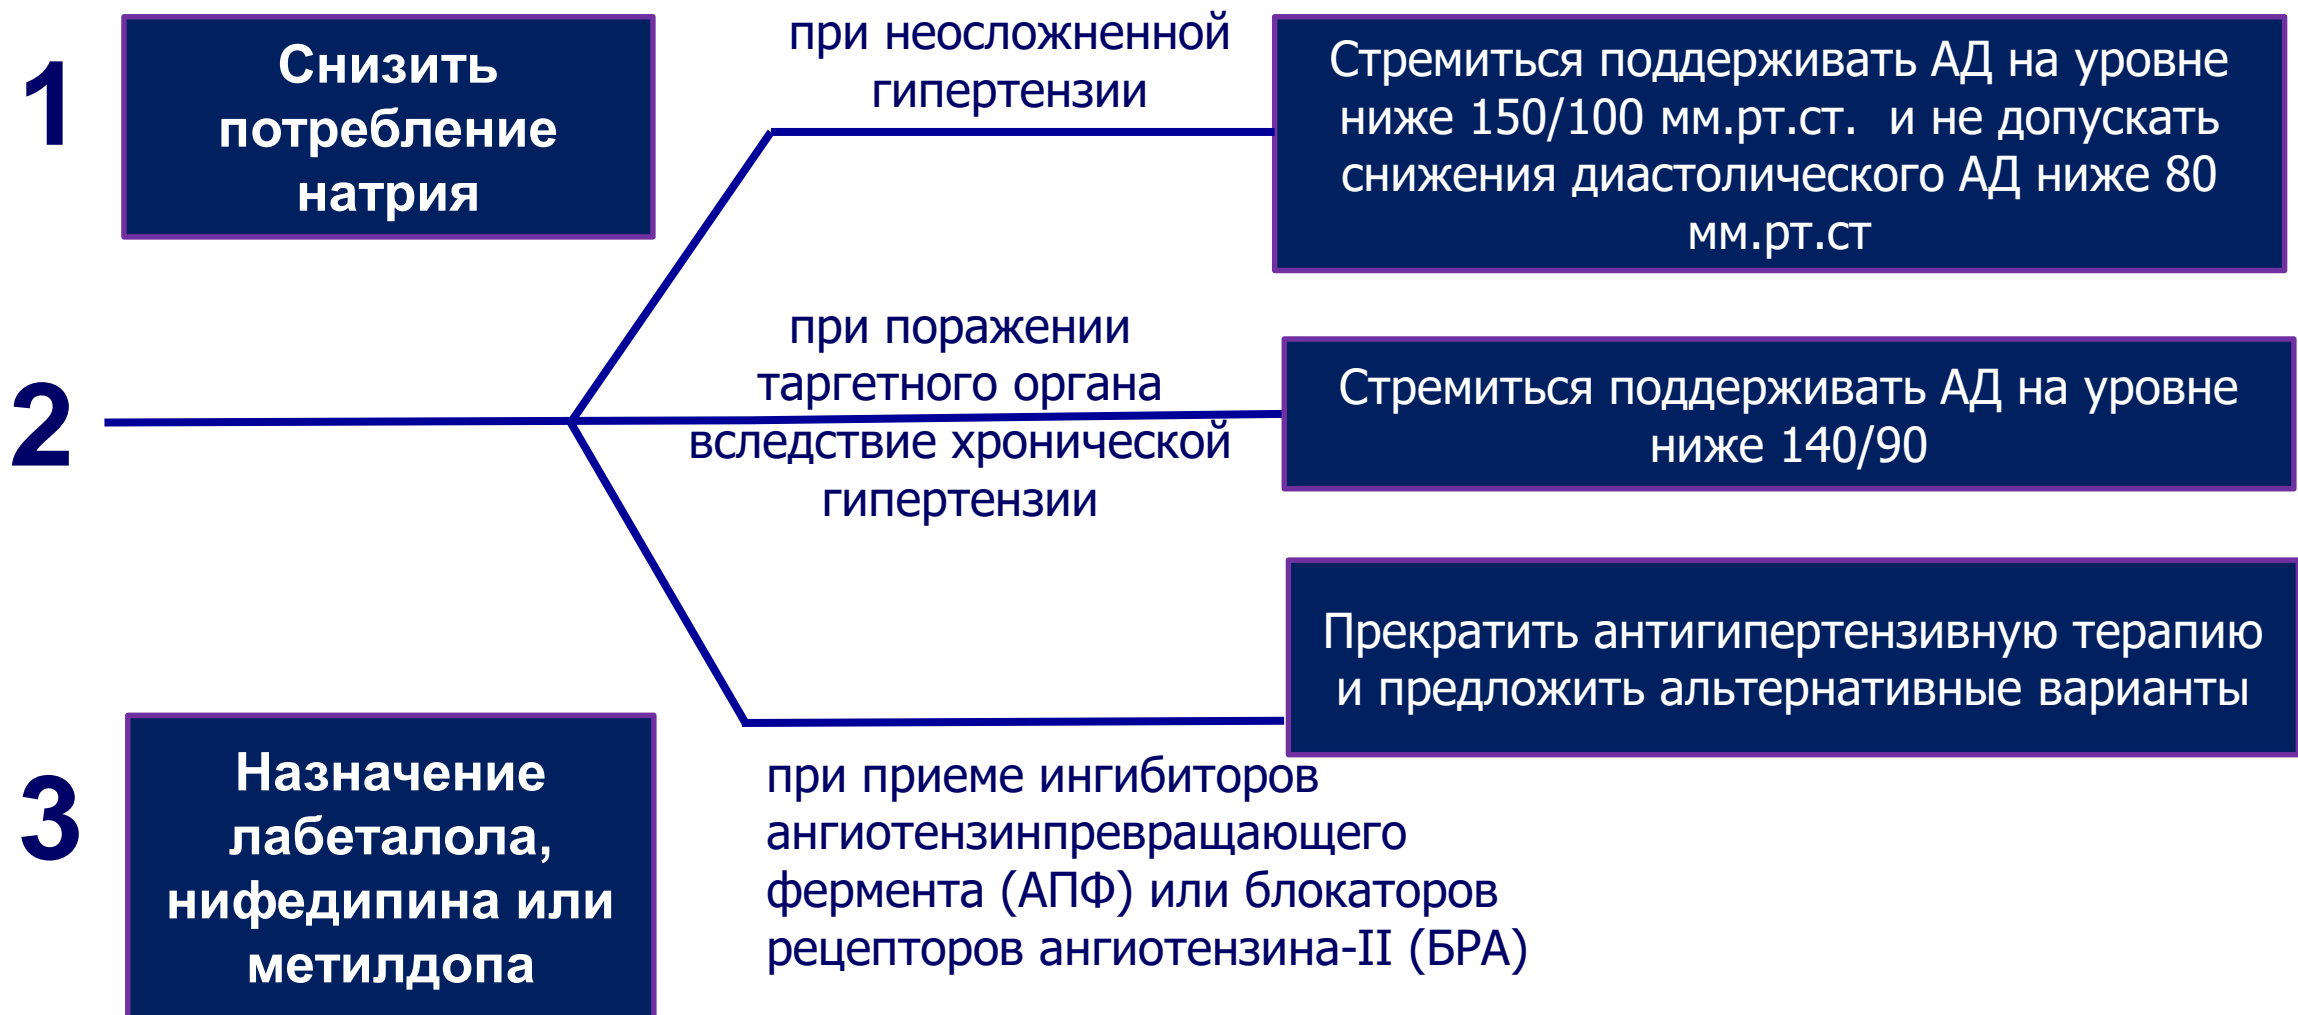 1
Снизить
потребление
натрия
при неосложненной
гипертензии
Стремиться поддерживать АД на уровне
ниже 150/100 мм.рт.ст. и не допускать
снижения диастолического АД ниже 80
мм.рт.ст
2
при поражении
таргетного органа
вследствие хронической
гипертензии
Стремиться поддерживать АД на уровне
ниже 140/90
Прекратить антигипертензивную терапию
и предложить альтернативные варианты
3
Назначение
лабеталола,
нифедипина или
метилдопа
при приеме ингибиторов
ангиотензинпревращающего
фермента (АПФ) или блокаторов
рецепторов ангиотензина-II (БРА)